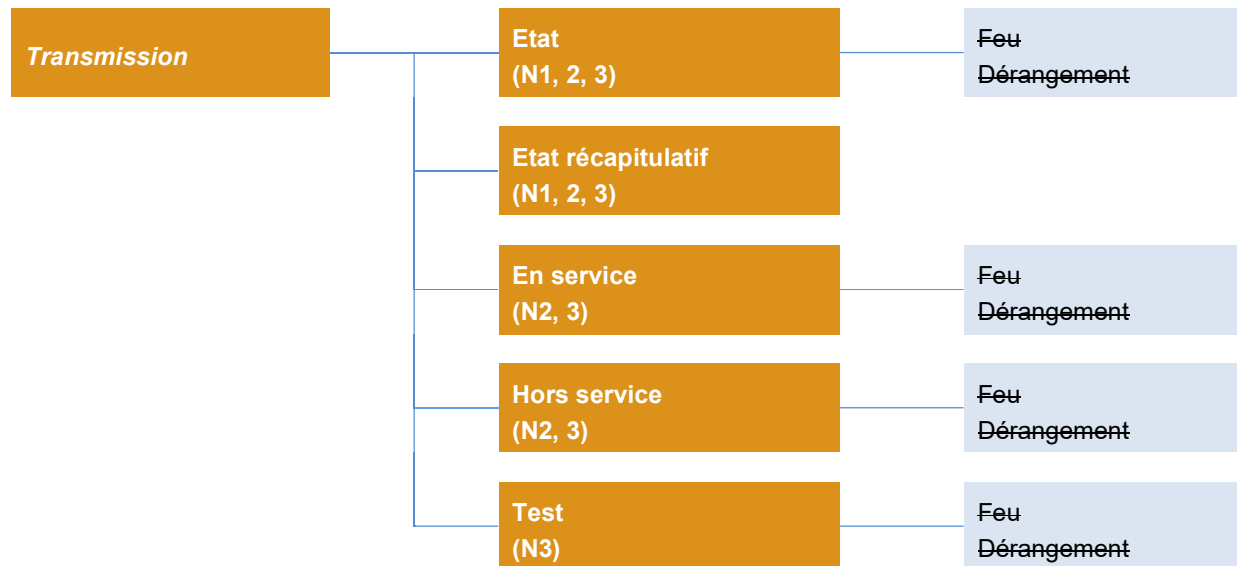 Transmission
Etat
(N1, 2, 3)
Feu
Dérangement
Etat récapitulatif
(N1, 2, 3)
En service
(N2, 3)
Feu
Dérangement
Hors service
(N2, 3)
Feu
Dérangement
Test
(N3)
Feu
Dérangement